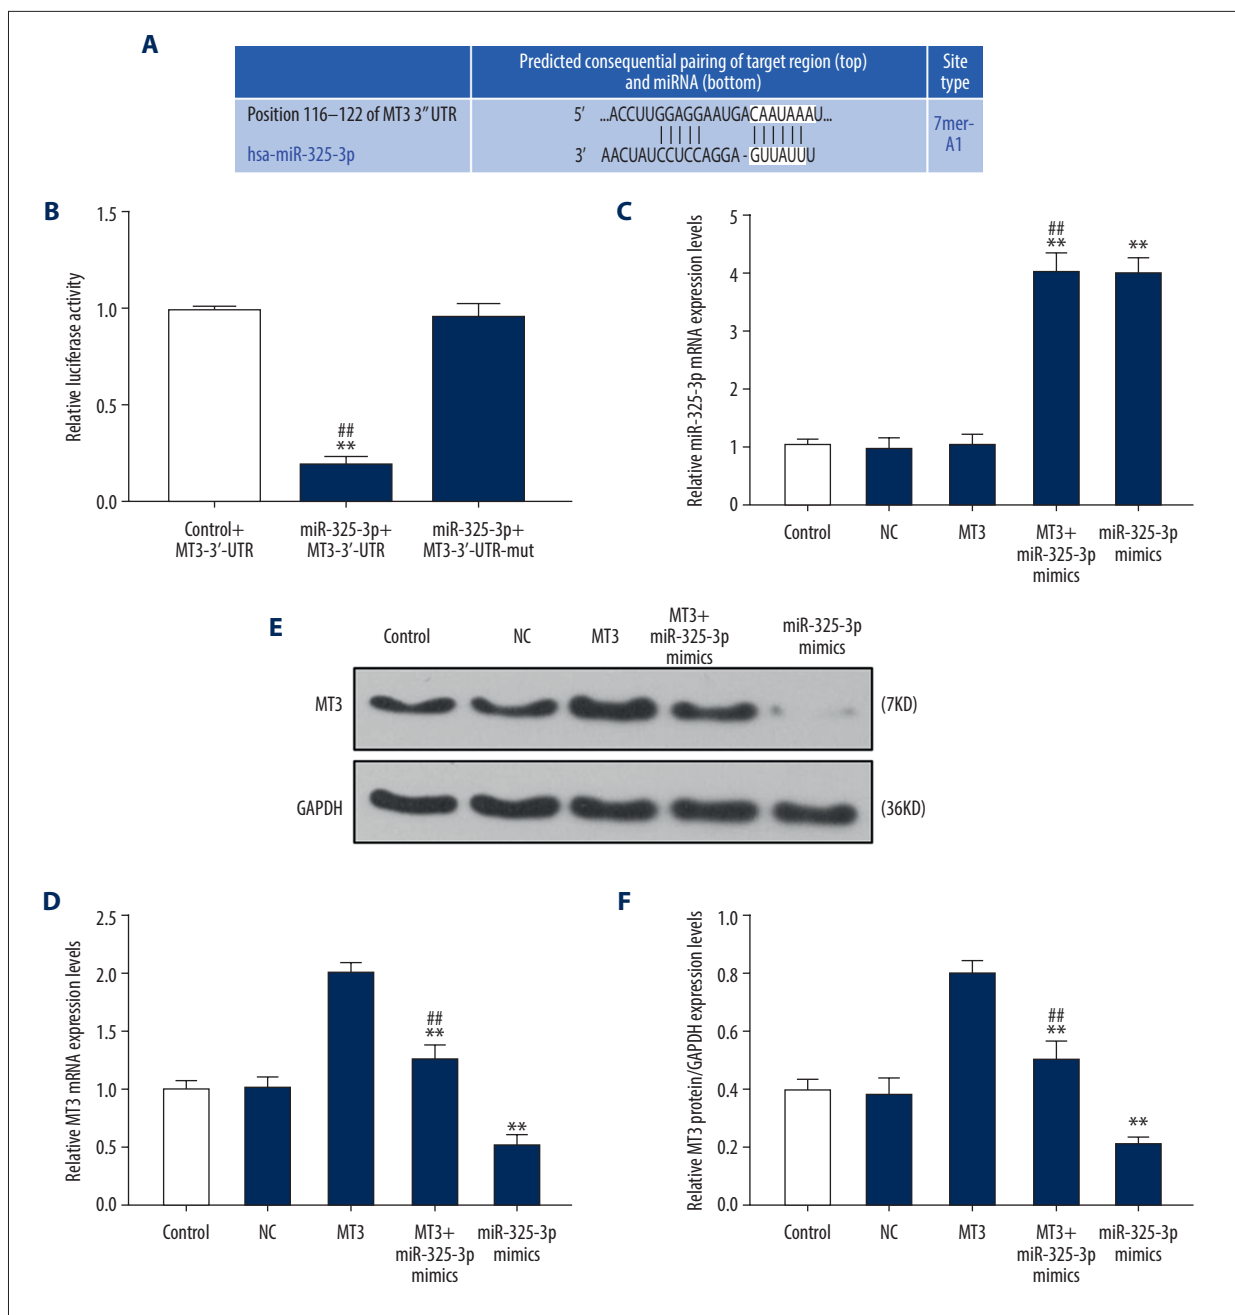 A
Predicted consequential pairing of target region (top)
and miRNA (bottom)
Site
type
Position 116–122 of MT3 3″ UTR
5′ ...ACCUUGGAGGAAUGACAAUAAAU...
hsa-miR-325-3p
3′ AACUAUCCUCCAGGA - GUUAUUU
7mer-
A1
B
Relative luciferase activity
1.5
1.0
0.5
0.0
##
**
Control+
MT3-3′-UTR
miR-325-3p+
MT3-3′-UTR
miR-325-3p+
MT3-3′-UTR-mut
C
Relative miR-325-3p mRNA expression levels
5
4
3
2
1
0
##
**
**
Control
NC
MT3
MT3+
miR-325-3p
mimics
miR-325-3p
mimics
E
Control
NC
MT3
MT3+
miR-325-3p
mimics
miR-325-3p
mimics
MT3
(7KD)
GAPDH
(36KD)
D
Relative MT3 mRNA expression levels
2.5
2.0
1.5
1.0
0.5
0.0
##
**
**
Control
NC
MT3
MT3+
miR-325-3p
mimics
miR-325-3p
mimics
F
Relative MT3 protein/GAPDH expression levels
1.0
0.8
0.6
0.4
0.2
0.0
##
**
**
Control
NC
MT3
MT3+
miR-325-3p
mimics
miR-325-3p
mimics